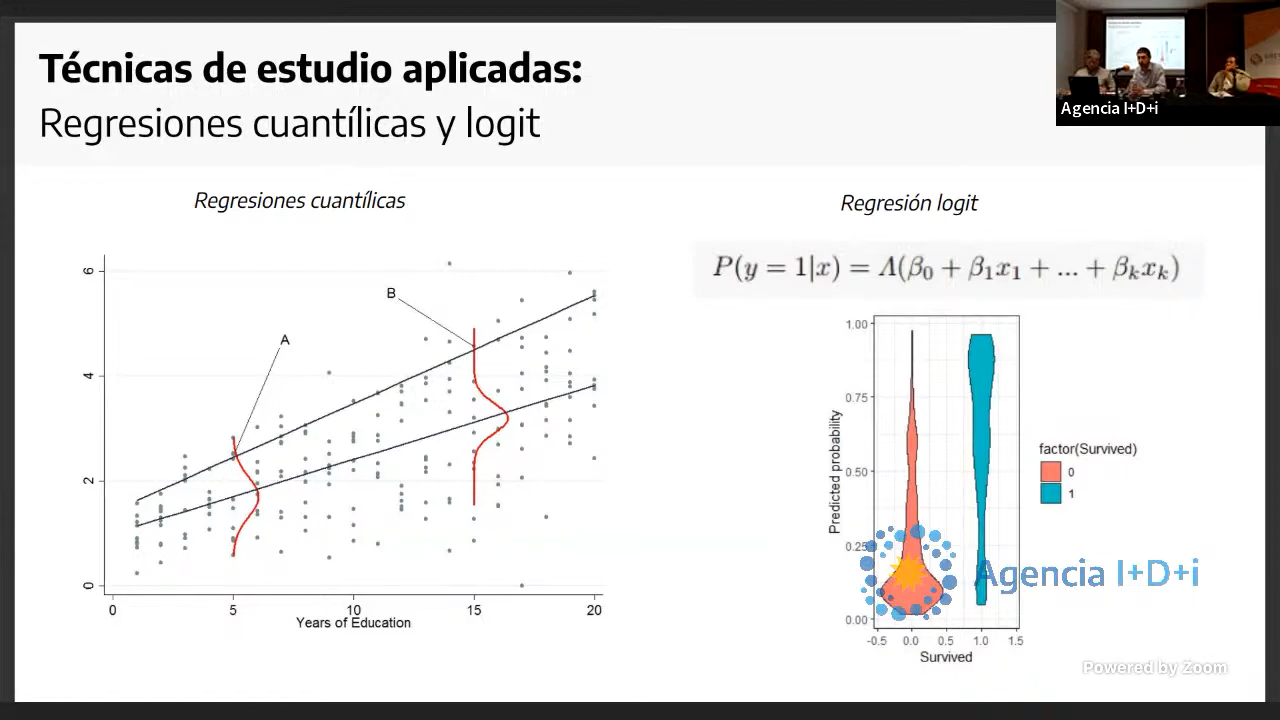 Técnicas de estudio aplicadas:
Regresiones cuantílicas y logit
Agencia I+D+i
Regresiones cuantílicas
Regresión logit
P(y = 1|x) = Λ(β₀ + β₁x₁ + ... + βₖxₖ)
6
4
2
0
B
A
0 5 10 15 20
Years of Education
1.00
0.75
0.50
0.25
0.00
Predicted probability
-0.5 0.0 0.5 1.0 1.5
Survived
factor(Survived)
0
1
Agencia I+D+i
Powered by Zoom